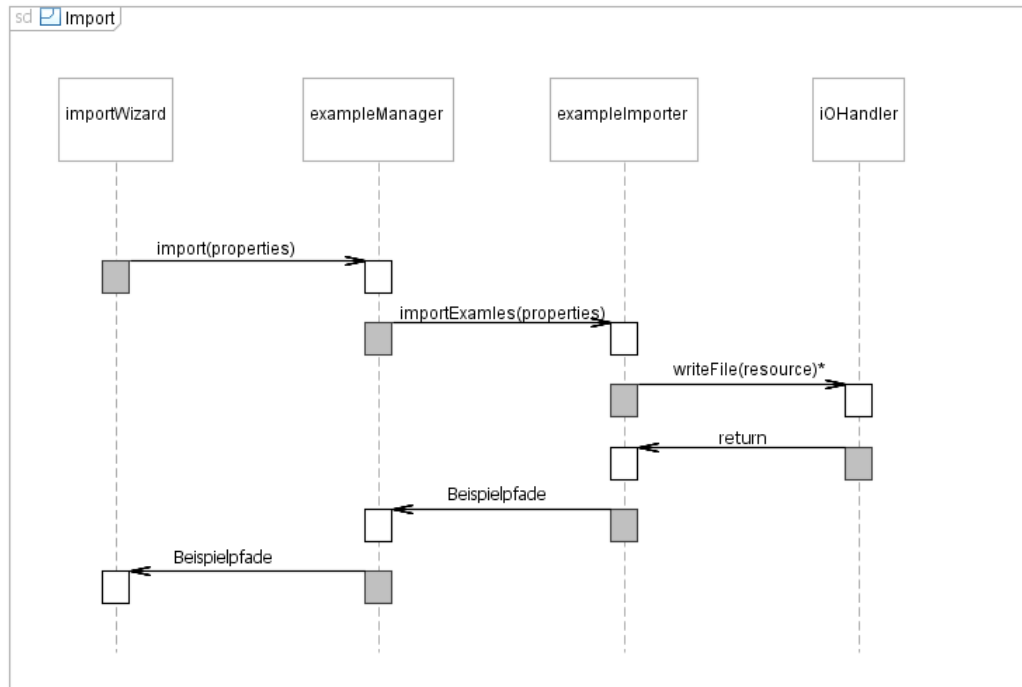 sd Import
importWizard
exampleManager
exampleImporter
iOHandler
import(properties)
importExamles(properties)
writeFile(resource)*
return
Beispielpfade
Beispielpfade